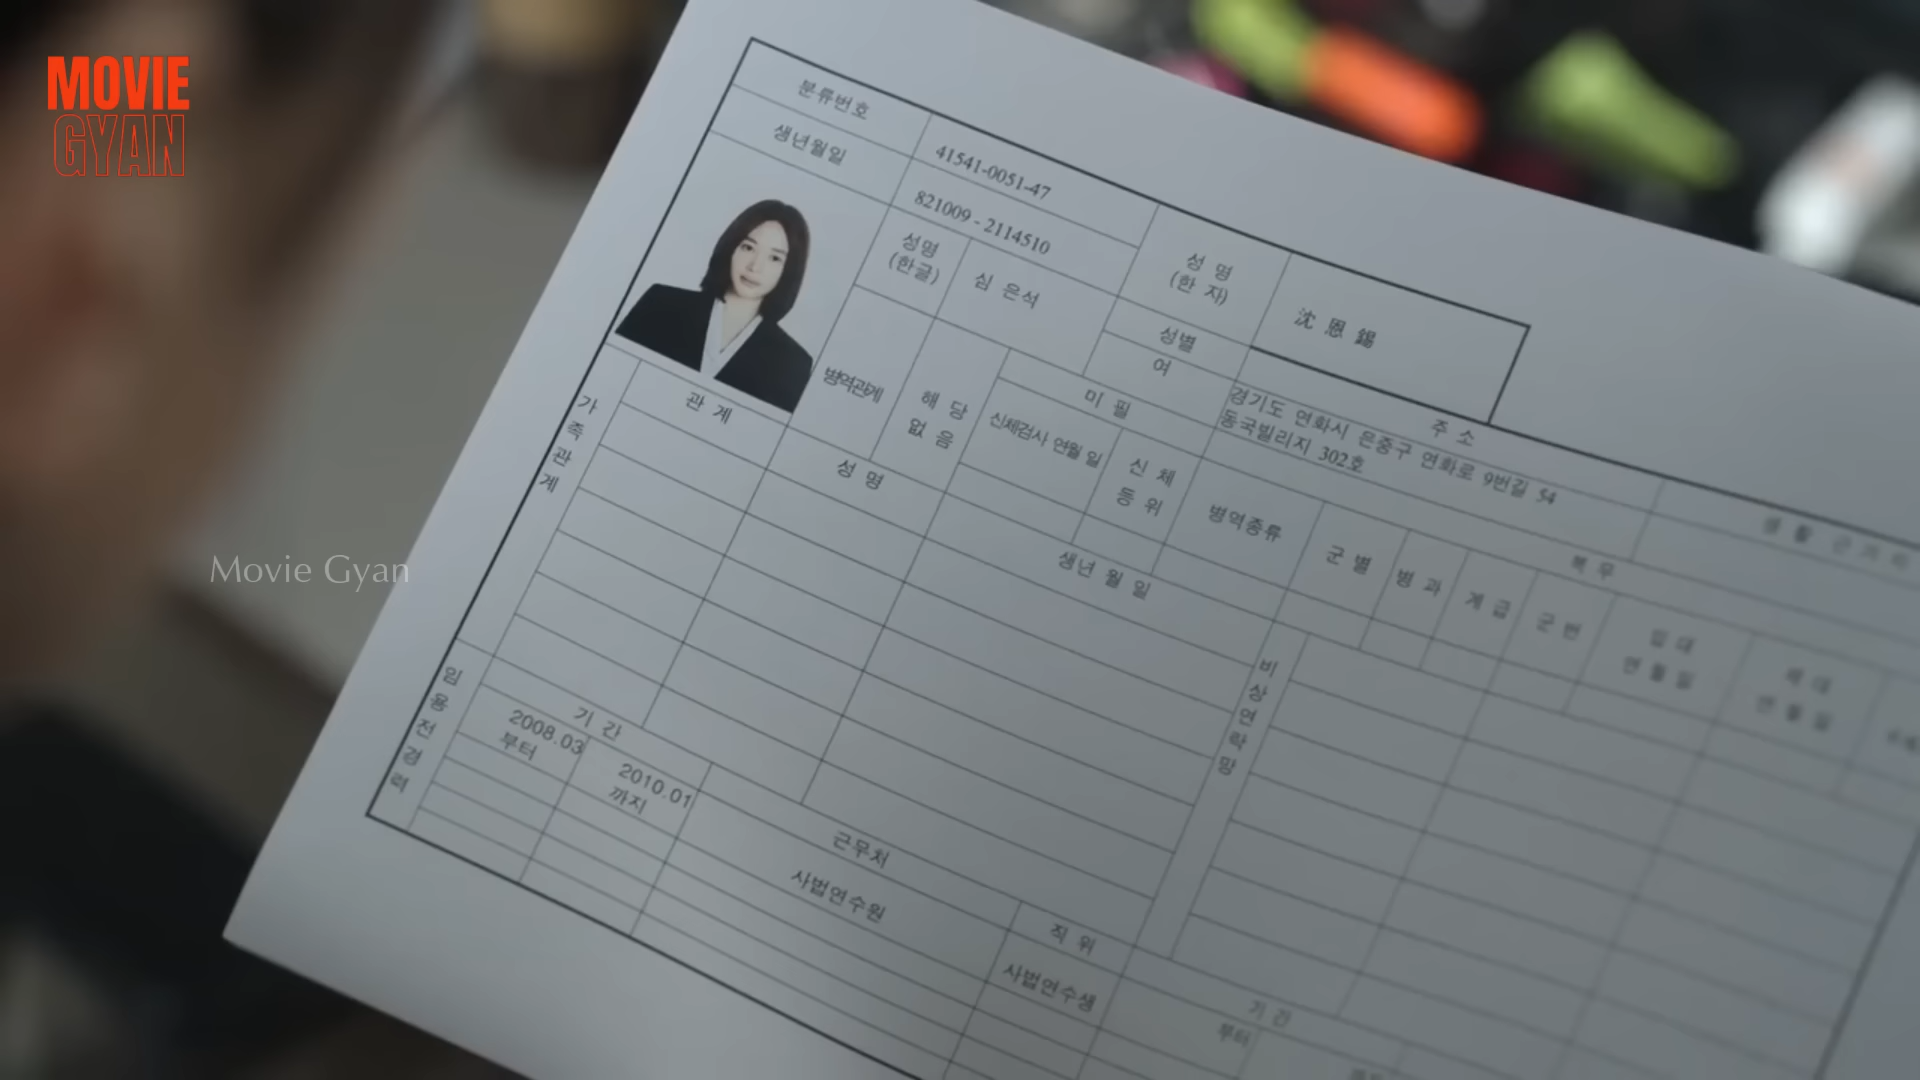 MOVIE
GYAN
분류번호
41541-0051-47
생년월일
821009 - 2114510
성명
(한글)
심 은석
성 명
(한 자)
沈 恩 錫
성별
여
병역관계
해 당
없 음
미 필
신체검사 연월 일
신 체
등 위
주 소
경기도 연화시 은중구 연화로 9번길 54
동국빌리지 302호
병역종류
군 별
병 과
계 급
군 번
복 무
입 대
연 월 일
제 대
연 월 일
가 족 관 계
관 계
성 명
생년 월 일
비 상 연 락 망
Movie Gyan
임 용 전 경 력
기 간
2008.03
부터
2010.01
까지
근무처
사법연수원
직 위
사법연수생
기 간
부터